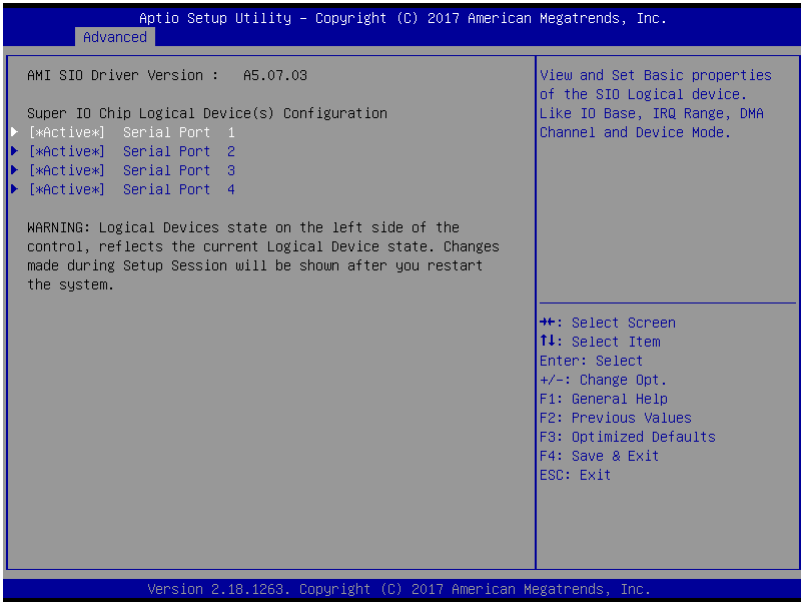 Aptio Setup Utility – Copyright (C) 2017 American Megatrends, Inc.
Advanced
AMI SIO Driver Version : A5.07.03
Super IO Chip Logical Device(s) Configuration
[*Active*] Serial Port 1
[*Active*] Serial Port 2
[*Active*] Serial Port 3
[*Active*] Serial Port 4
WARNING: Logical Devices state on the left side of the
control, reflects the current Logical Device state. Changes
made during Setup Session will be shown after you restart
the system.
View and Set Basic properties
of the SIO Logical device.
Like IO Base, IRQ Range, DMA
Channel and Device Mode.
→←: Select Screen
↑↓: Select Item
Enter: Select
+/-: Change Opt.
F1: General Help
F2: Previous Values
F3: Optimized Defaults
F4: Save & Exit
ESC: Exit
Version 2.18.1263. Copyright (C) 2017 American Megatrends, Inc.